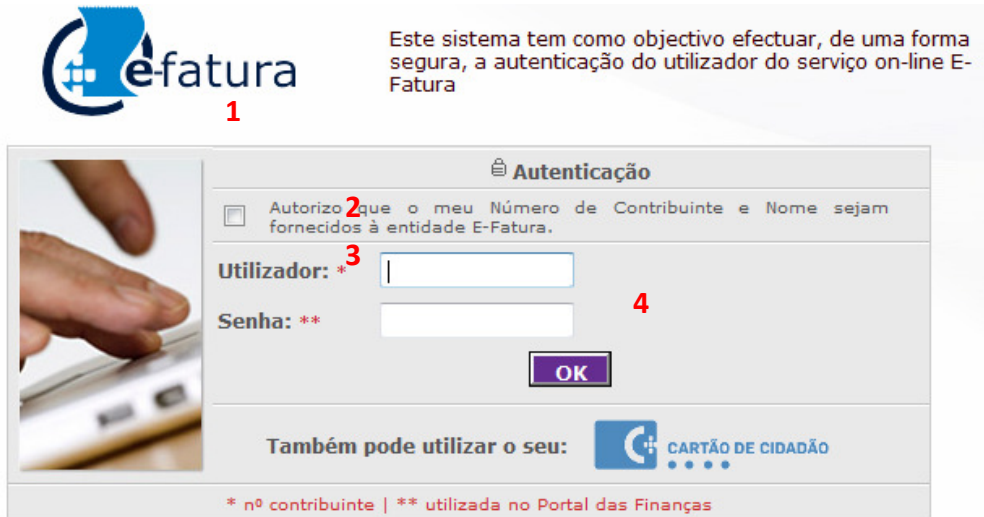 e-fatura
Este sistema tem como objectivo efectuar, de uma forma
segura, a autenticação do utilizador do serviço on-line E-
Fatura
1
Autenticação
2
Autorizo que o meu Número de Contribuinte e Nome sejam
fornecidos à entidade E-Fatura.
3
Utilizador: *
4
Senha: **
OK
Também pode utilizar o seu:
CARTÃO DE CIDADÃO
* nº contribuinte | ** utilizada no Portal das Finanças